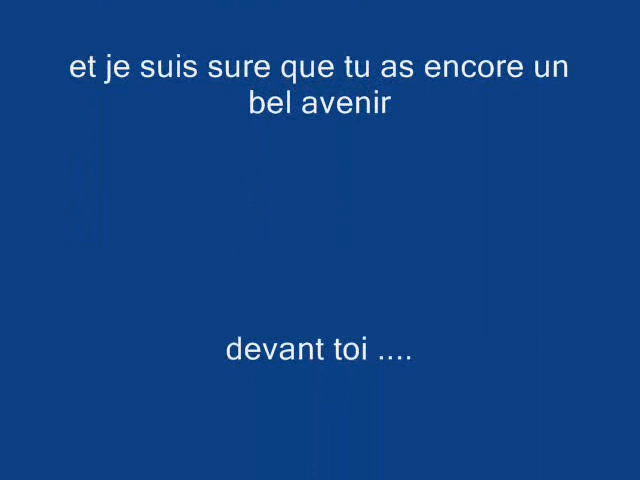 et je suis sure que tu as encore un
bel avenir
devant toi ....